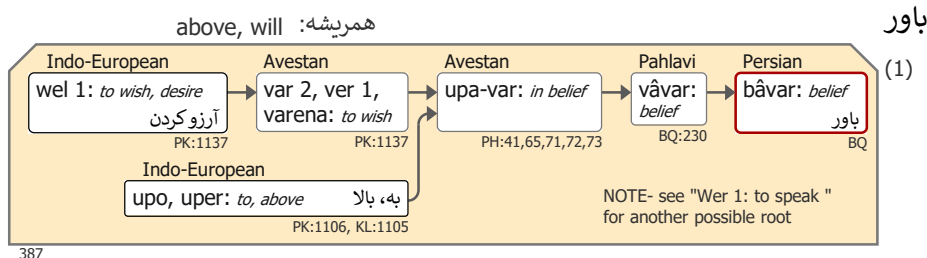 باور
above, will همریشه:
(1)
Indo-European
wel 1: to wish, desire
آرزو کردن
PK:1137
Avestan
var 2, ver 1,
varena: to wish
PK:1137
Avestan
upa-var: in belief
PH:41,65,71,72,73
Pahlavi
vâvar:
belief
BQ:230
Persian
bâvar: belief
باور
BQ
Indo-European
upo, uper: to, above به، بالا
PK:1106, KL:1105
NOTE- see "Wer 1: to speak "
for another possible root
387